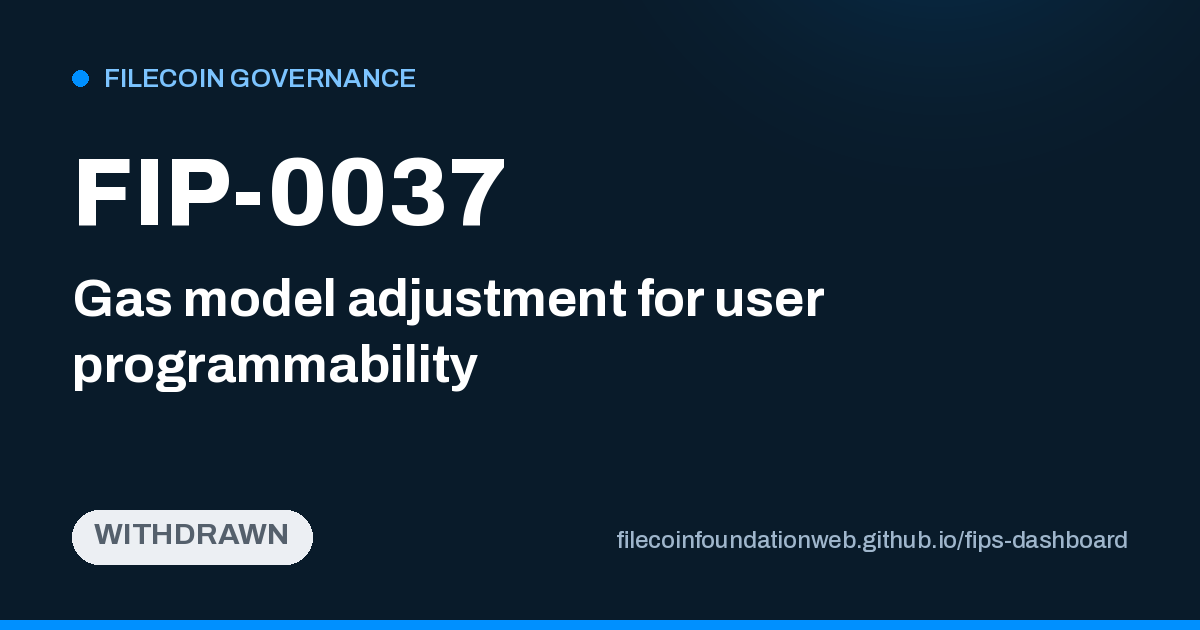 FILECOIN GOVERNANCE
FIP-0037
Gas model adjustment for user
programmability
WITHDRAWN
filecoinfoundationweb.github.io/fips-dashboard